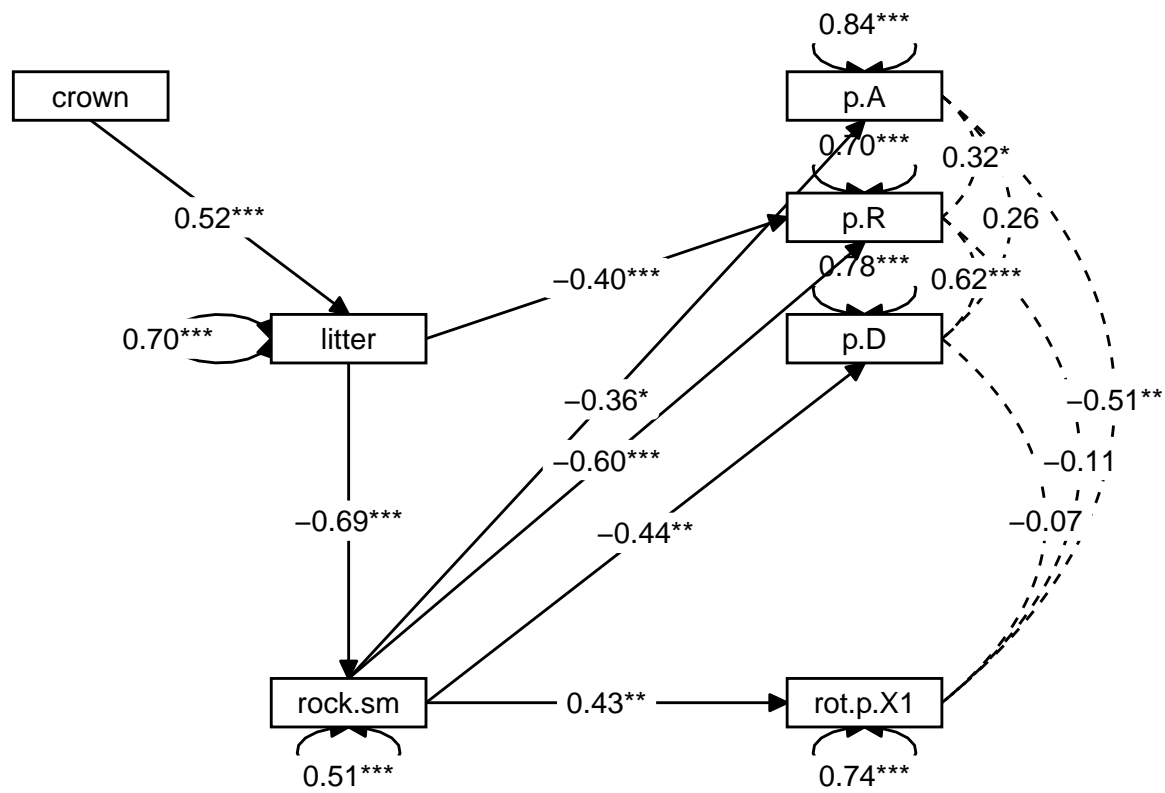 0.84***
crown
p.A
0.70***
0.32*
0.52***
p.R
0.26
0.78***
0.62***
−0.40***
0.70***
litter
p.D
−0.36*
−0.51**
−0.60***
−0.11
−0.69***
−0.44**
−0.07
rock.sm
0.43**
rot.p.X1
0.51***
0.74***